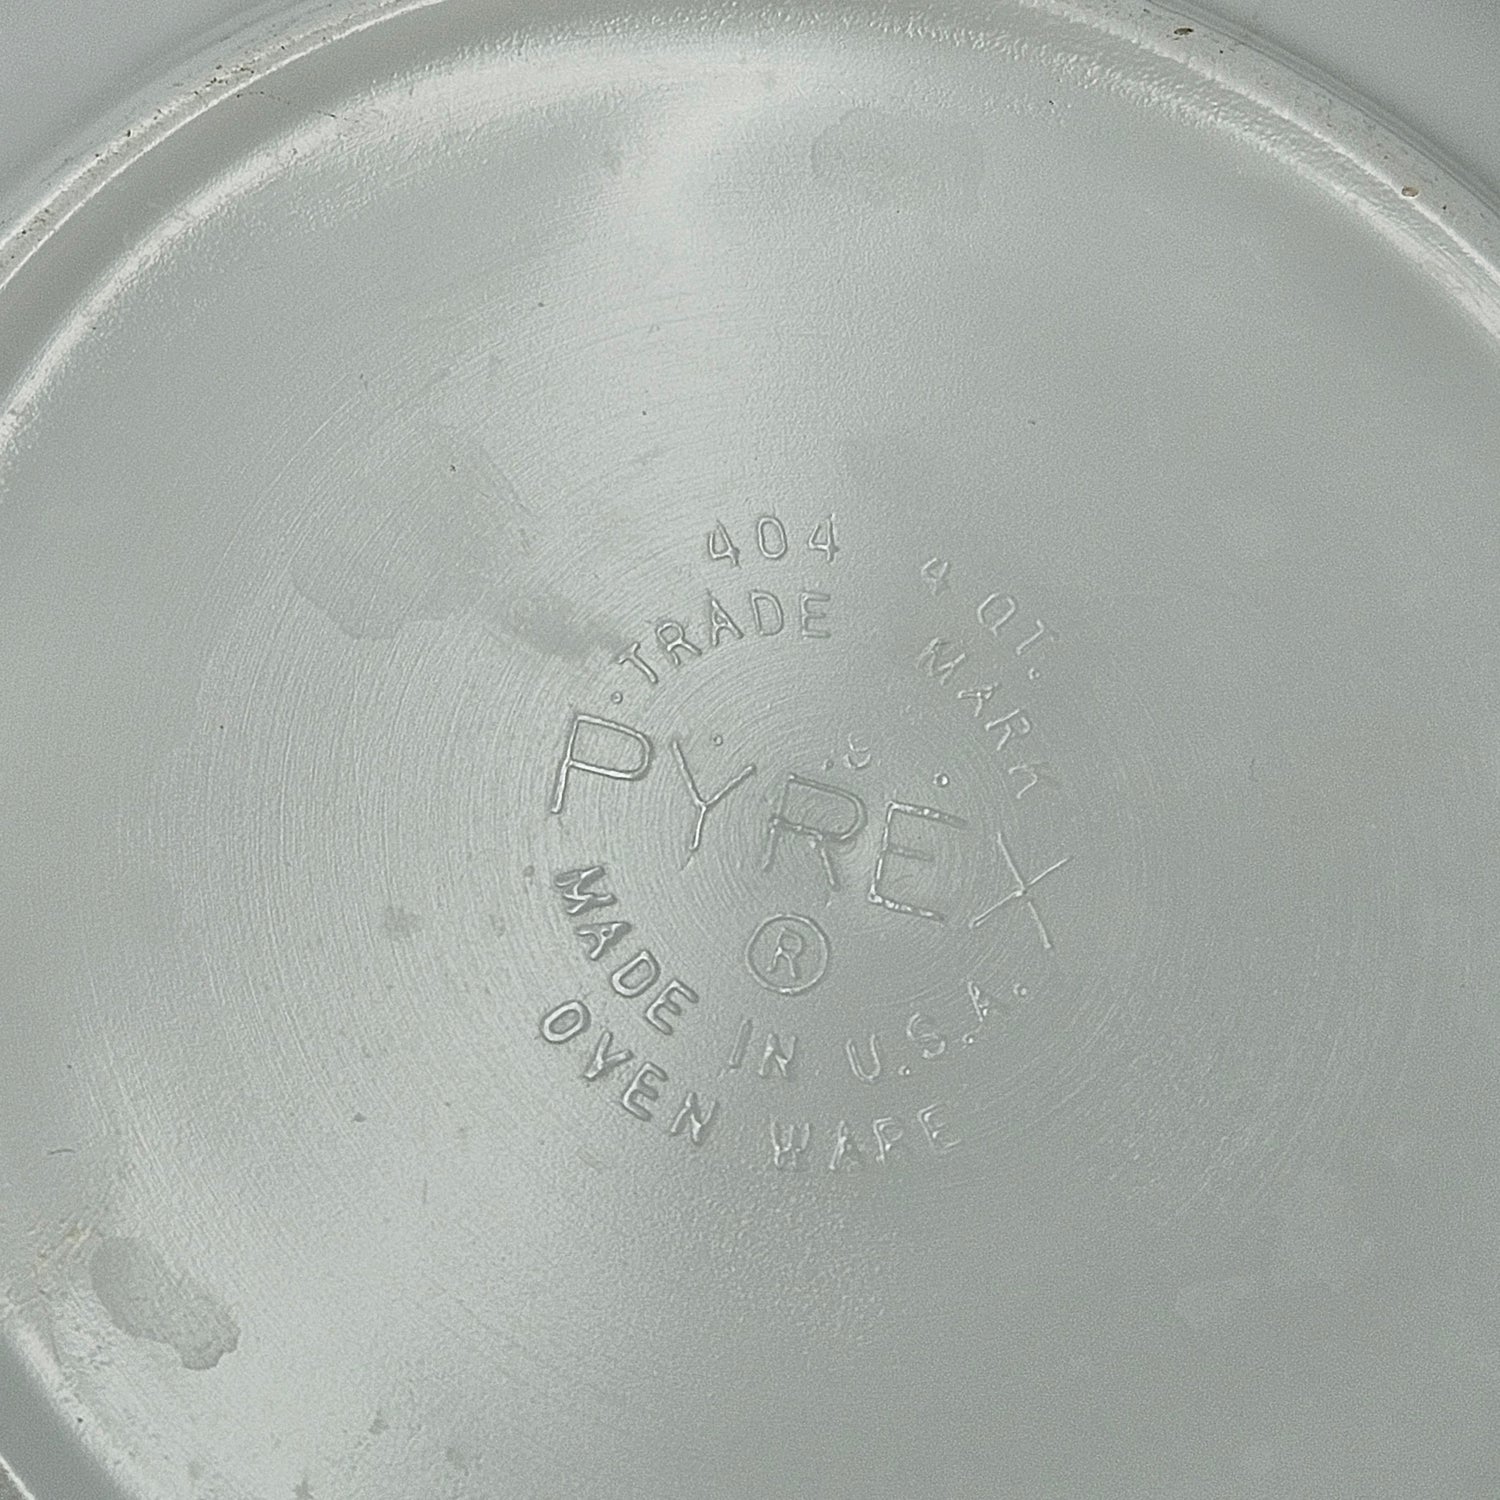 404 4 QT.
TRADE MARK
PYREX
®
MADE IN U.S.A.
OVEN WARE